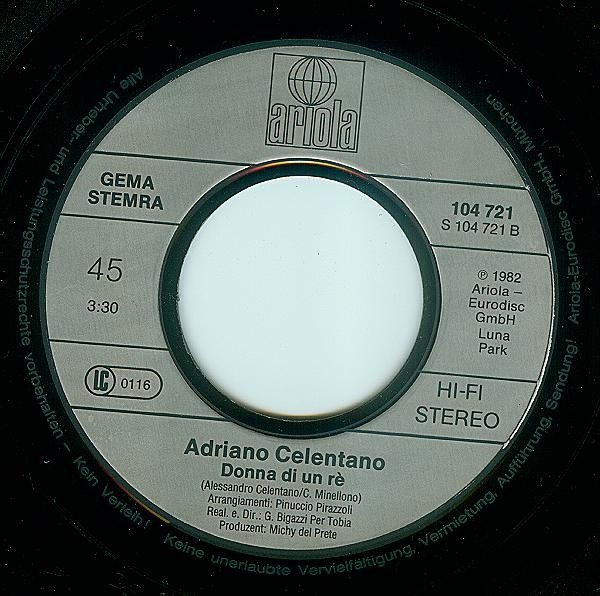 ariola
GEMA
STEMRA
45
3:30
LC 0116
104 721
S 104 721 B
℗ 1982
Ariola –
Eurodisc
GmbH
Luna
Park
HI-FI
STEREO
Adriano Celentano
Donna di un rè
(Alessandro Celentano/C. Minellono)
Arrangiamenti: Pinuccio Pirazzoli
Real. e. Dir.: G. Bigazzi Per Tobia
Produzent: Michy del Prete
Alle Urheber- und Leistungsschutzrechte vorbehalten – Kein Verleih! Keine unerlaubte Vervielfältigung, Vermietung, Aufführung, Sendung! Ariola-Eurodisc GmbH, München